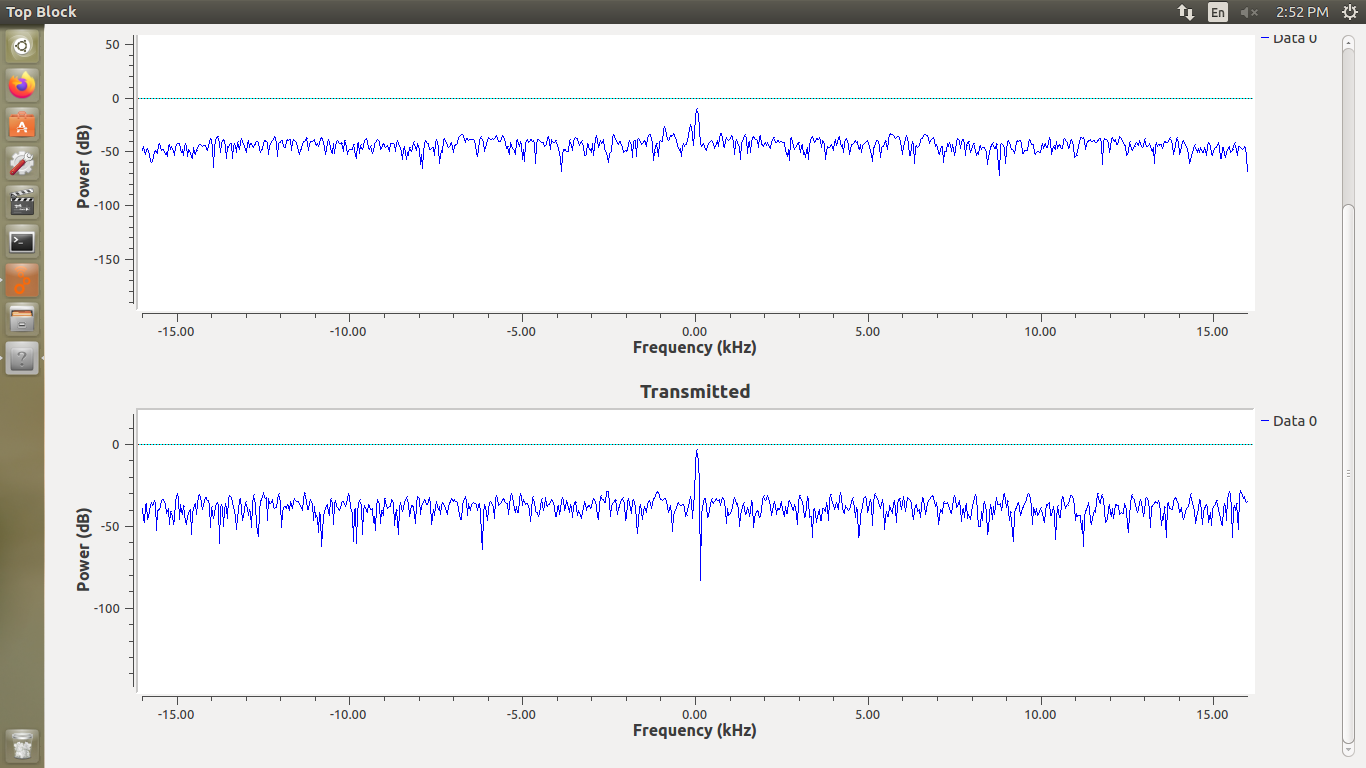 Top Block
En
2:52 PM
Data 0
50
0
-50
-100
-150
Power (dB)
-15.00 -10.00 -5.00 0.00 5.00 10.00 15.00
Frequency (kHz)
Transmitted
Data 0
0
-50
-100
Power (dB)
-15.00 -10.00 -5.00 0.00 5.00 10.00 15.00
Frequency (kHz)